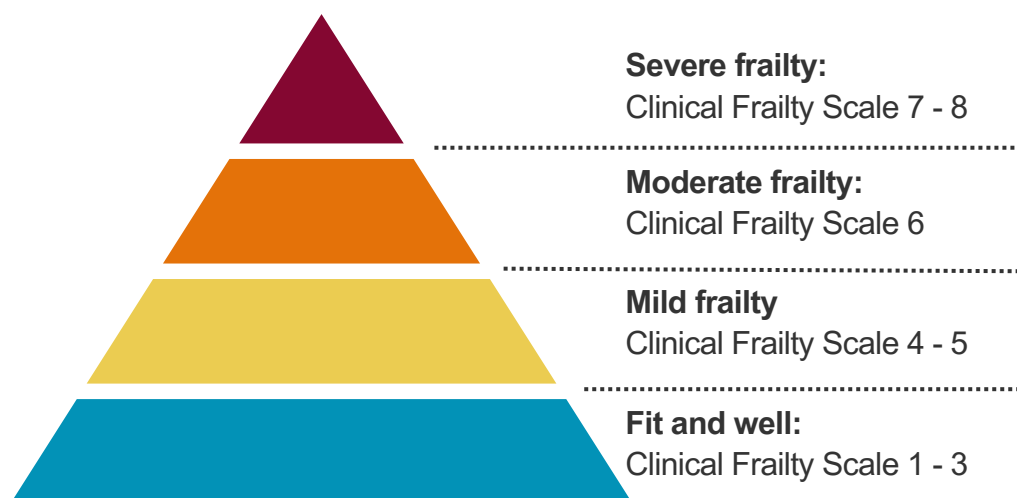 Severe frailty:
Clinical Frailty Scale 7 - 8
Moderate frailty:
Clinical Frailty Scale 6
Mild frailty
Clinical Frailty Scale 4 - 5
Fit and well:
Clinical Frailty Scale 1 - 3